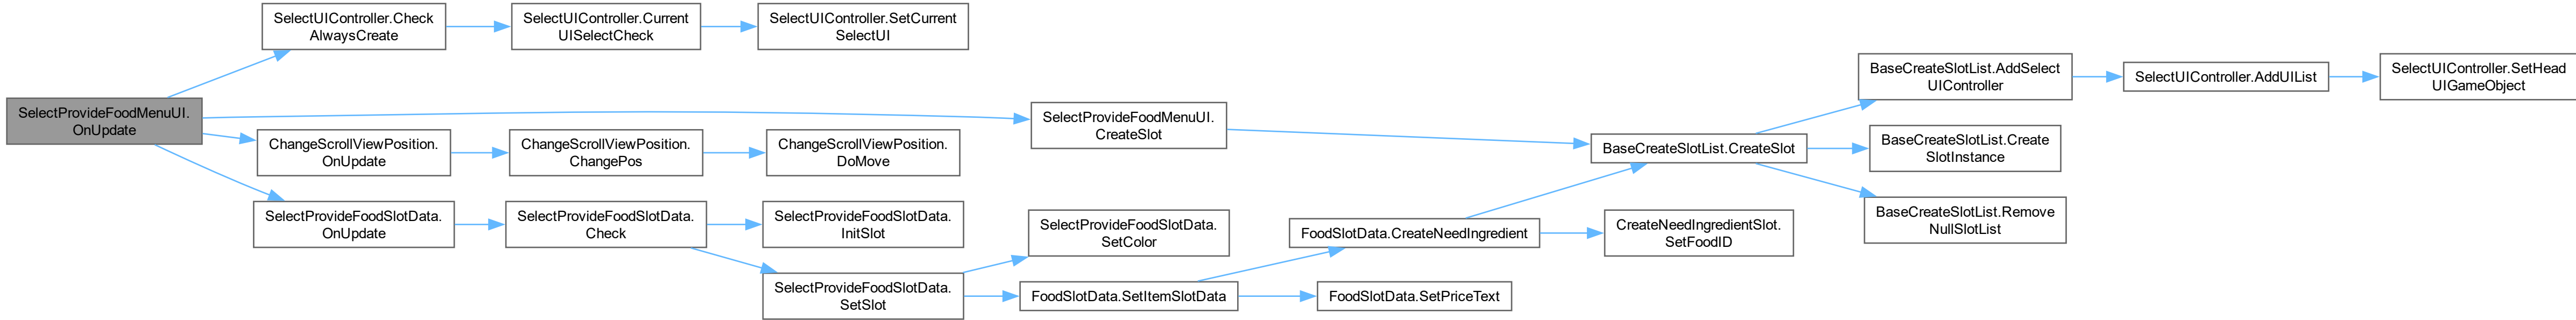 SelectProvideFoodMenuUI.
OnUpdate
SelectUIController.Check
AlwaysCreate
SelectUIController.Current
UISelectCheck
SelectUIController.SetCurrent
SelectUI
SelectProvideFoodMenuUI.
CreateSlot
BaseCreateSlotList.CreateSlot
BaseCreateSlotList.AddSelect
UIController
SelectUIController.AddUIList
SelectUIController.SetHead
UIGameObject
BaseCreateSlotList.Create
SlotInstance
BaseCreateSlotList.Remove
NullSlotList
ChangeScrollViewPosition.
OnUpdate
ChangeScrollViewPosition.
ChangePos
ChangeScrollViewPosition.
DoMove
SelectProvideFoodSlotData.
OnUpdate
SelectProvideFoodSlotData.
Check
SelectProvideFoodSlotData.
InitSlot
SelectProvideFoodSlotData.
SetSlot
SelectProvideFoodSlotData.
SetColor
FoodSlotData.SetItemSlotData
FoodSlotData.CreateNeedIngredient
CreateNeedIngredientSlot.
SetFoodID
FoodSlotData.SetPriceText